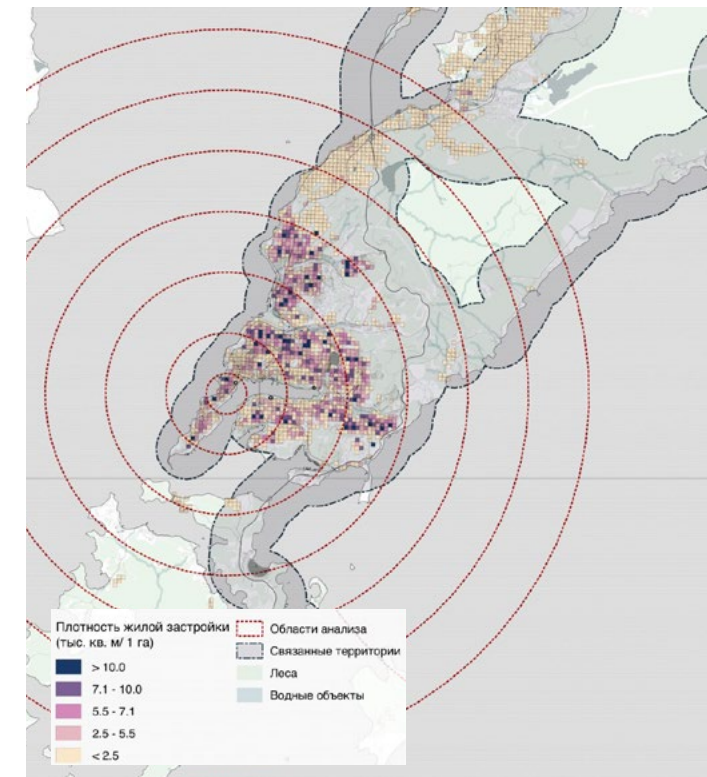 Плотность жилой застройки
(тыс. кв. м/ 1 га)
> 10.0
7.1 - 10.0
5.5 - 7.1
2.5 - 5.5
< 2.5
Области анализа
Связанные территории
Леса
Водные объекты